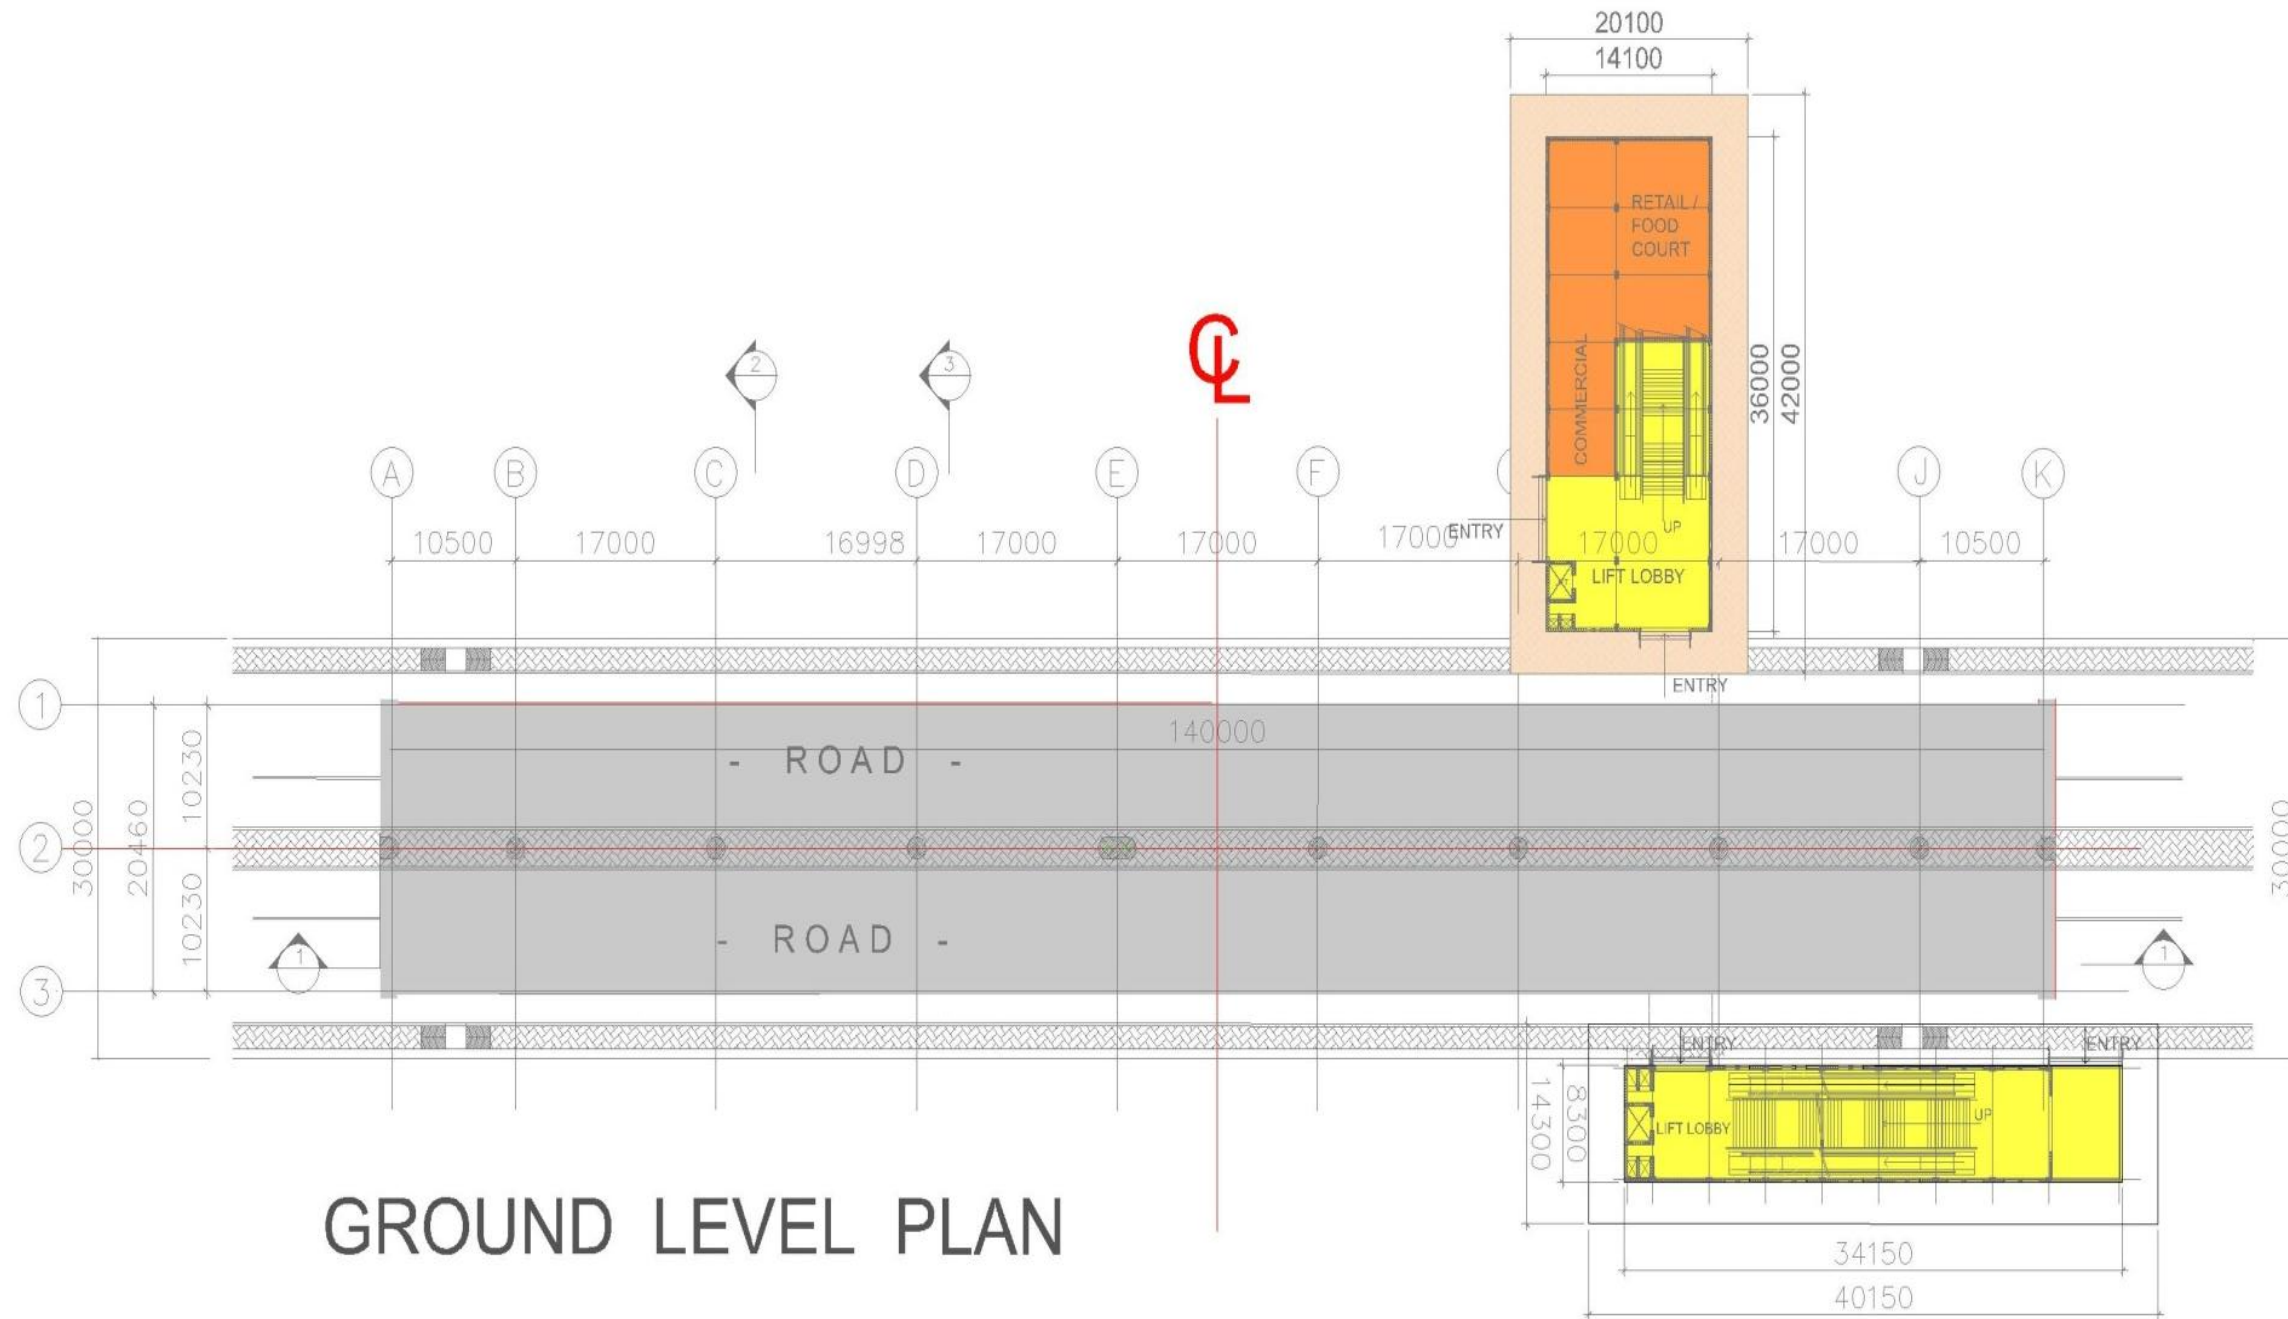 20100
14100
RETAIL /
FOOD
COURT
COMMERCIAL
36000
42000
CL
2
3
A
B
C
D
E
F
J
K
10500
17000
16998
17000
17000
17000
17000
17000
10500
ENTRY
UP
LIFT LOBBY
ENTRY
1
2
3
30000
20460
10230
10230
140000
- ROAD -
- ROAD -
1
1
30000
ENTRY
ENTRY
14300
8300
LIFT LOBBY
UP
34150
40150
GROUND LEVEL PLAN